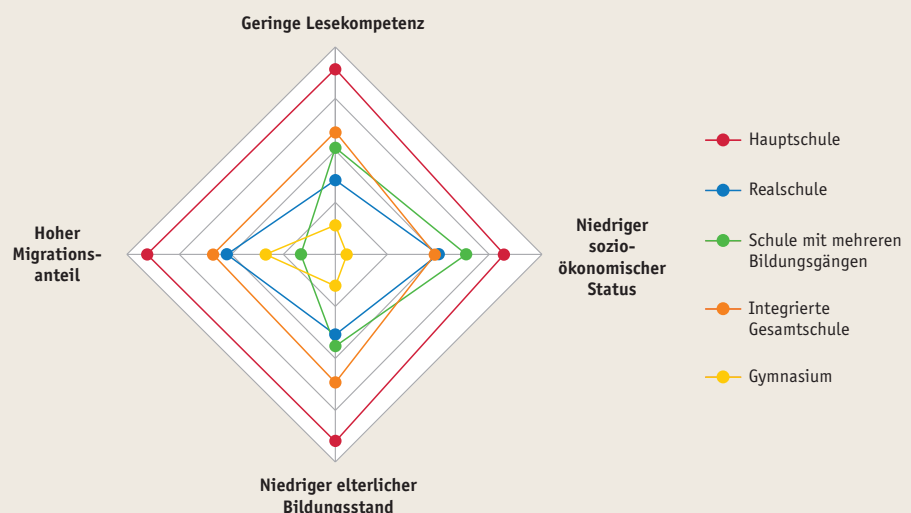 Geringe Lesekompetenz
Hoher
Migrations-
anteil
Niedriger
sozio-
ökonomischer
Status
Niedriger elterlicher
Bildungsstand
Hauptschule
Realschule
Schule mit mehreren
Bildungsgängen
Integrierte
Gesamtschule
Gymnasium